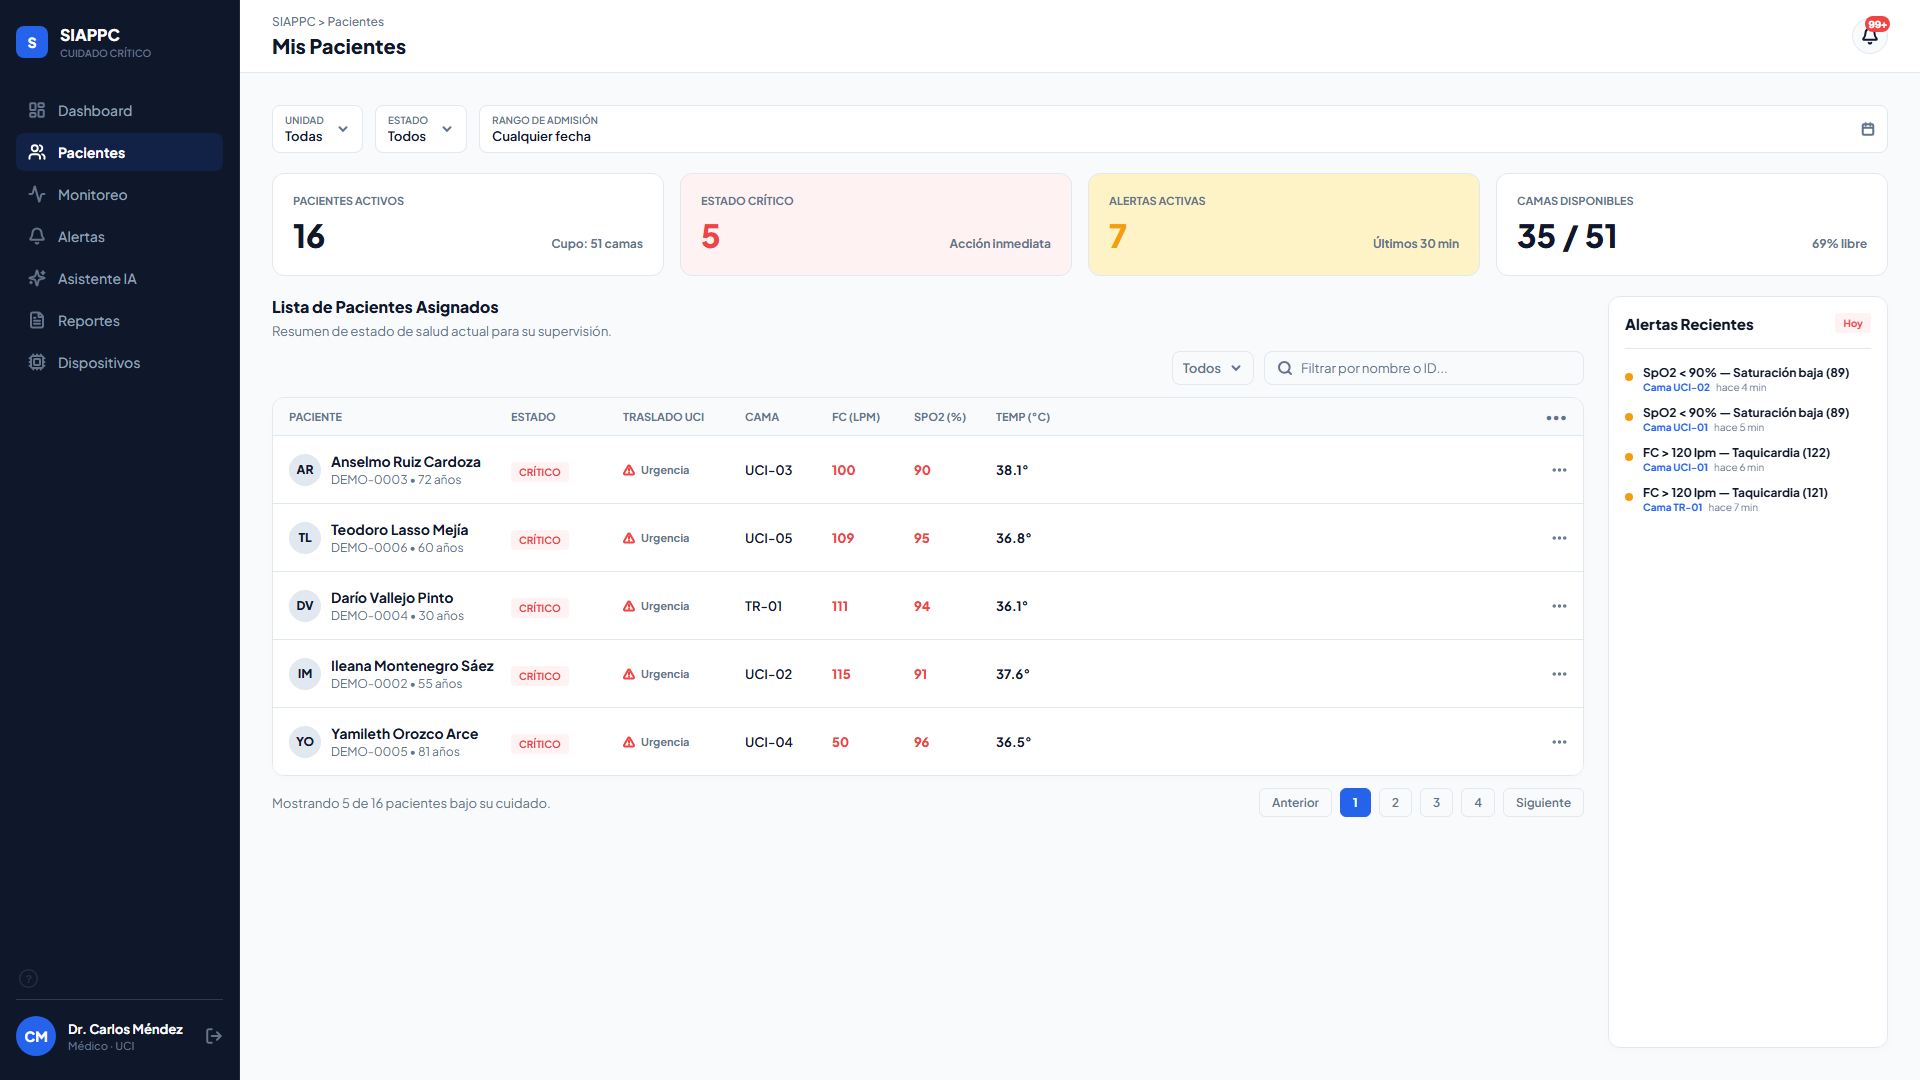 S
SIAPPC
CUIDADO CRÍTICO
Dashboard
Pacientes
Monitoreo
Alertas
Asistente IA
Reportes
Dispositivos
?
CM
Dr. Carlos Méndez
Médico · UCI
SIAPPC > Pacientes
Mis Pacientes
99+
UNIDAD
Todas
ESTADO
Todos
RANGO DE ADMISIÓN
Cualquier fecha
PACIENTES ACTIVOS
16
Cupo: 51 camas
ESTADO CRÍTICO
5
Acción inmediata
ALERTAS ACTIVAS
7
Últimos 30 min
CAMAS DISPONIBLES
35 / 51
69% libre
Lista de Pacientes Asignados
Resumen de estado de salud actual para su supervisión.
Todos
Filtrar por nombre o ID...
PACIENTE ESTADO TRASLADO UCI CAMA FC (LPM) SPO2 (%) TEMP (°C)
AR Anselmo Ruiz Cardoza
DEMO-0003 • 72 años
CRÍTICO Urgencia UCI-03 100 90 38.1°
TL Teodoro Lasso Mejía
DEMO-0006 • 60 años
CRÍTICO Urgencia UCI-05 109 95 36.8°
DV Darío Vallejo Pinto
DEMO-0004 • 30 años
CRÍTICO Urgencia TR-01 111 94 36.1°
IM Ileana Montenegro Sáez
DEMO-0002 • 55 años
CRÍTICO Urgencia UCI-02 115 91 37.6°
YO Yamileth Orozco Arce
DEMO-0005 • 81 años
CRÍTICO Urgencia UCI-04 50 96 36.5°
Mostrando 5 de 16 pacientes bajo su cuidado.
Anterior 1 2 3 4 Siguiente
Alertas Recientes
Hoy
SpO2 < 90% — Saturación baja (89)
Cama UCI-02 hace 4 min
SpO2 < 90% — Saturación baja (89)
Cama UCI-01 hace 5 min
FC > 120 lpm — Taquicardia (122)
Cama UCI-01 hace 6 min
FC > 120 lpm — Taquicardia (121)
Cama TR-01 hace 7 min